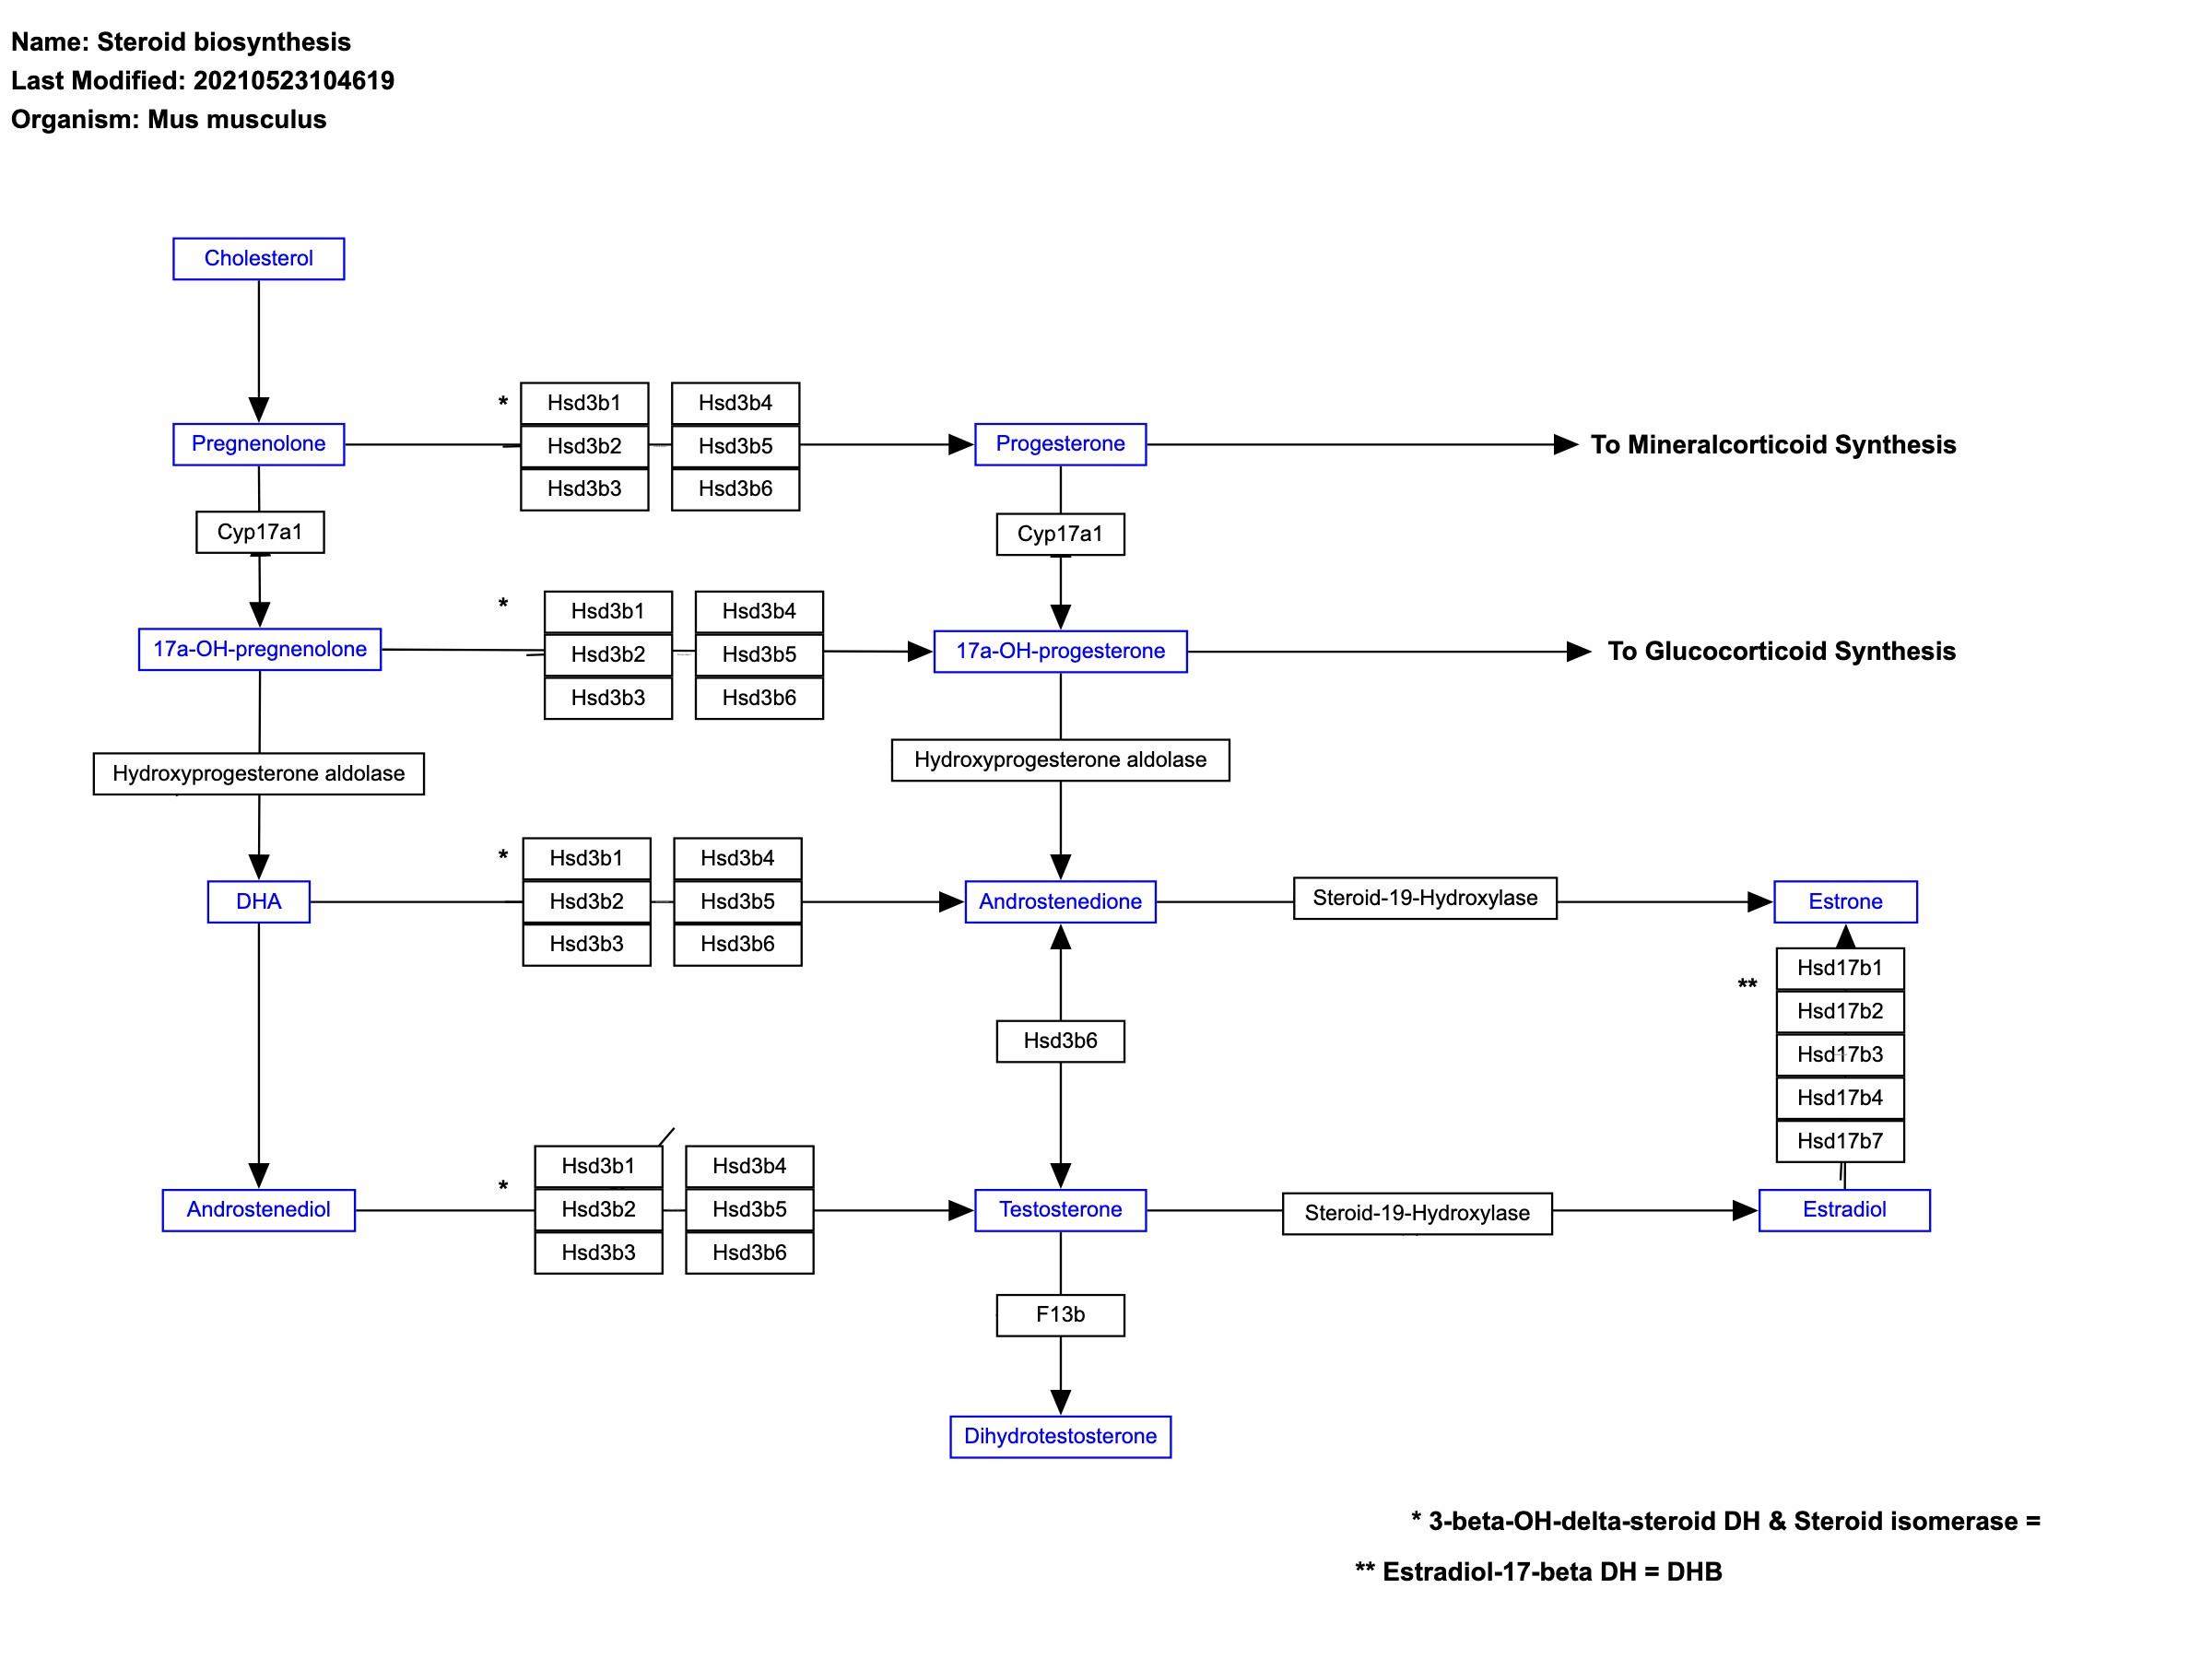 Name: Steroid biosynthesis
Last Modified: 20210523104619
Organism: Mus musculus
Cholesterol
* Hsd3b1 Hsd3b4
Pregnenolone Hsd3b2 Hsd3b5 Progesterone To Mineralcorticoid Synthesis
Hsd3b3 Hsd3b6
Cyp17a1 Cyp17a1
* Hsd3b1 Hsd3b4
17a-OH-pregnenolone Hsd3b2 Hsd3b5 17a-OH-progesterone To Glucocorticoid Synthesis
Hsd3b3 Hsd3b6
Hydroxyprogesterone aldolase Hydroxyprogesterone aldolase
* Hsd3b1 Hsd3b4
DHA Hsd3b2 Hsd3b5 Androstenedione Steroid-19-Hydroxylase Estrone
Hsd3b3 Hsd3b6
Hsd17b1
**
Hsd17b2
Hsd3b6 Hsd17b3
Hsd17b4
Hsd17b7
* Hsd3b1 Hsd3b4
Androstenediol Hsd3b2 Hsd3b5 Testosterone Steroid-19-Hydroxylase Estradiol
Hsd3b3 Hsd3b6
F13b
Dihydrotestosterone
* 3-beta-OH-delta-steroid DH & Steroid isomerase =
** Estradiol-17-beta DH = DHB